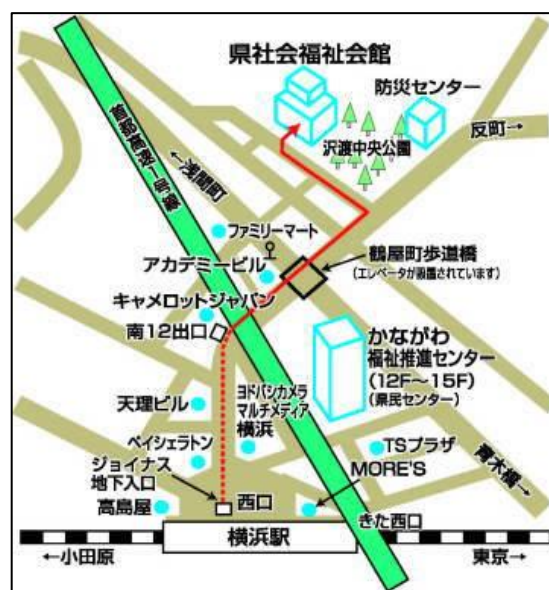 県社会福祉会館
防災センター
反町→
沢渡中央公園
首都高速一号線
←浅間町
ファミリーマート
アカデミービル
鶴屋町歩道橋
(エレベータが設置されています)
キャメロットジャパン
南12出口
かながわ
福祉推進センター
(12F～15F)
(県民センター)
ヨドバシカメラ
マルチメディア
横浜
天理ビル
ベイシェラトン
TSプラザ
青木橋→
ジョイナス
地下入口
MORE'S
高島屋
西口
きた西口
横浜駅
←小田原
東京→